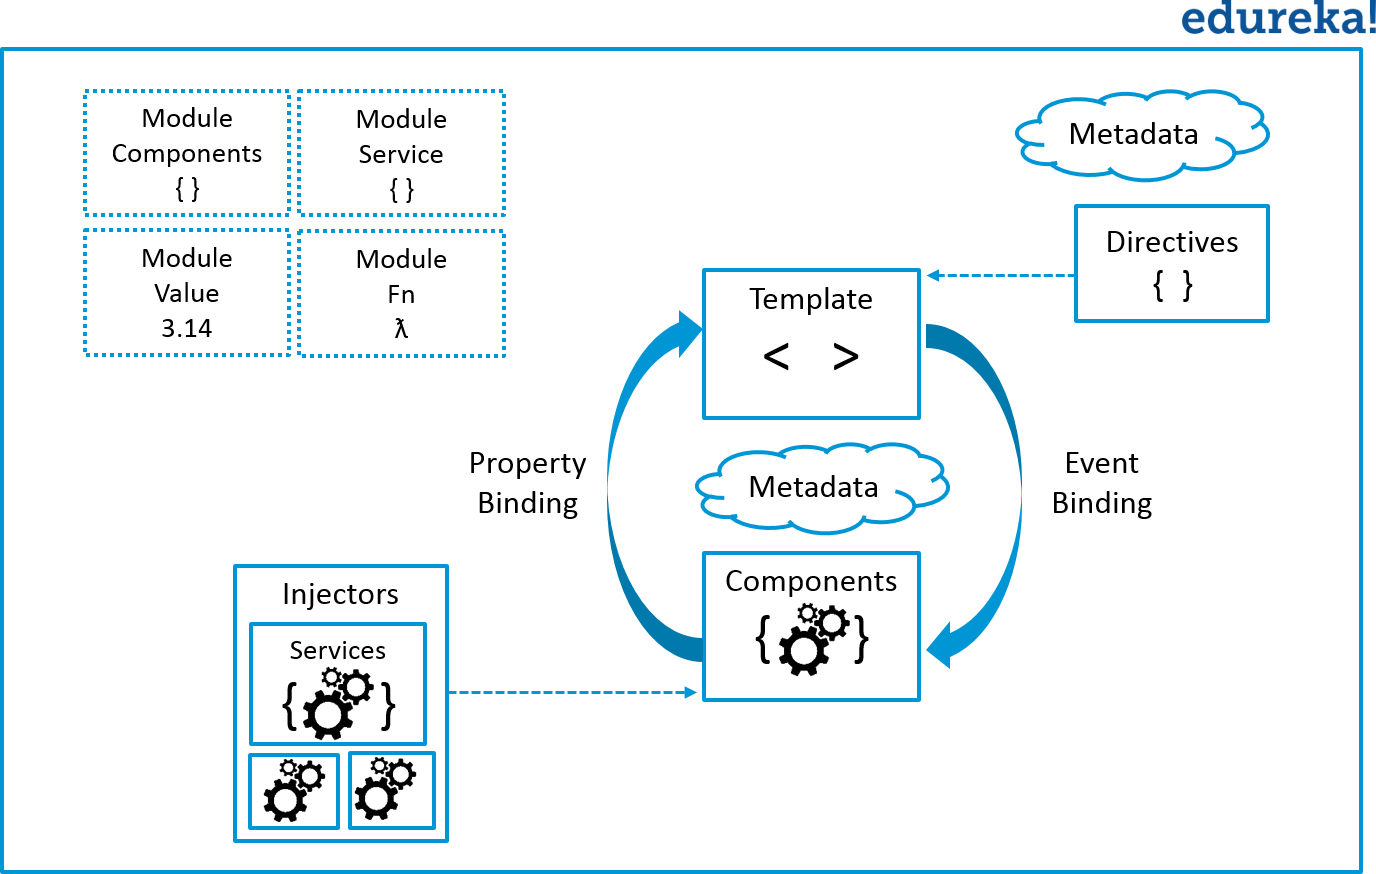 edureka!
Module
Components
{ }
Module
Service
{ }
Module
Value
3.14
Module
Fn
ƛ
Metadata
Directives
{ }
Template
< >
Property
Binding
Metadata
Event
Binding
Components
{ }
Injectors
Services
{ }